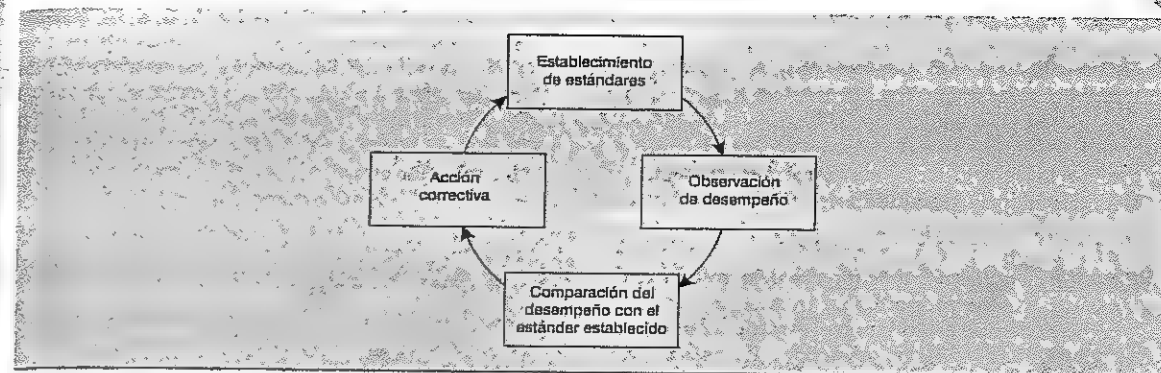 Establecimiento
de estándares
Observación
de desempeño
Comparación del
desempeño con el
estándar establecido
Acción
correctiva